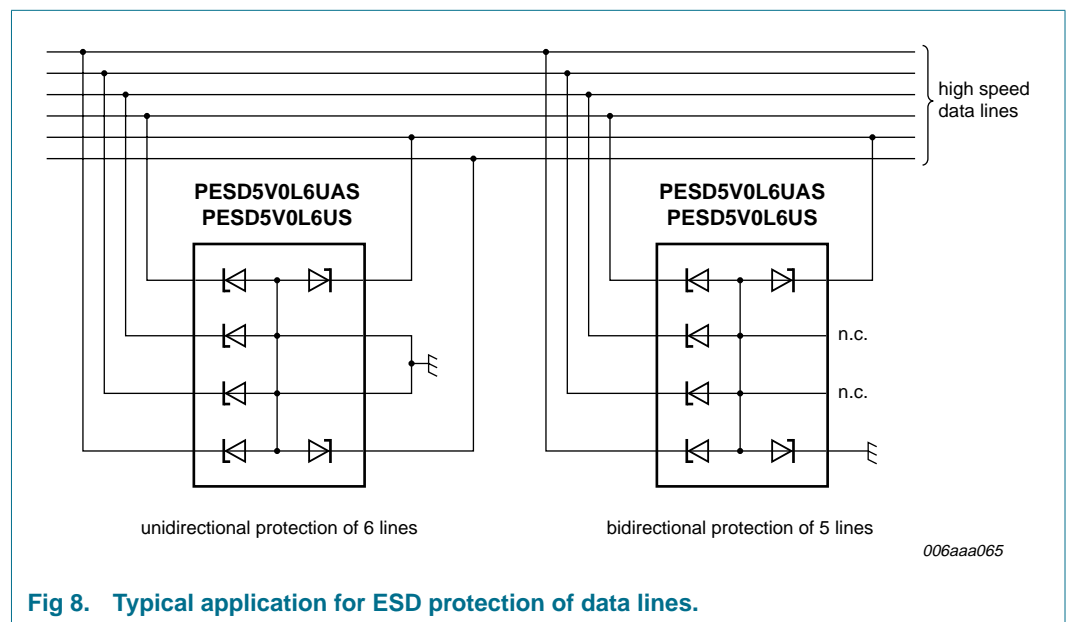 high speed
data lines
PESD5V0L6UAS
PESD5V0L6US
PESD5V0L6UAS
PESD5V0L6US
n.c.
n.c.
unidirectional protection of 6 lines
bidirectional protection of 5 lines
006aaa065
Fig 8. Typical application for ESD protection of data lines.